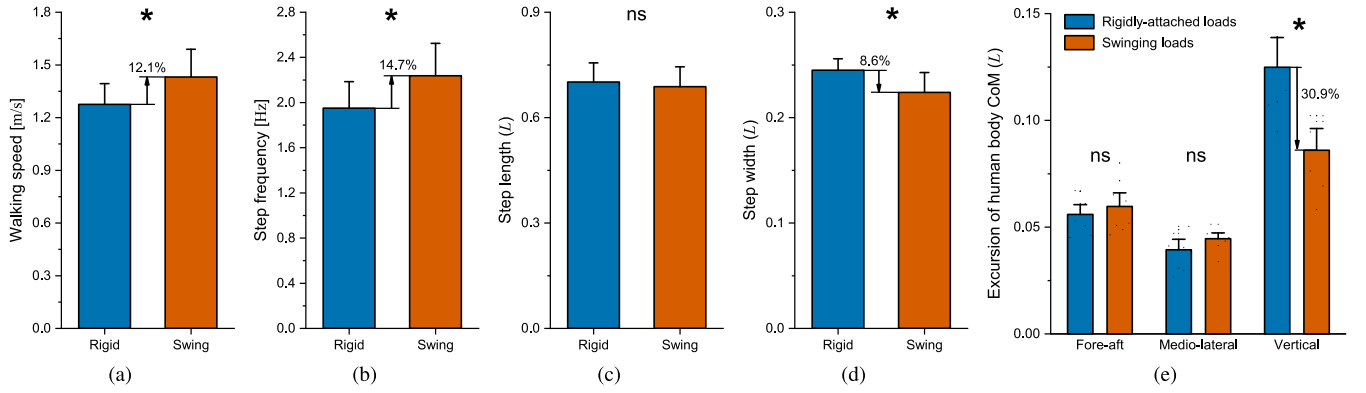 Walking speed [m/s]
1.8
1.5
1.2
0.9
0.6
0.3
0.0
*
12.1%
Rigid
Swing
(a)
Step frequency [Hz]
2.8
2.4
2.0
1.6
1.2
0.8
0.4
0.0
*
14.7%
Rigid
Swing
(b)
Step length (L)
0.9
0.6
0.3
0.0
ns
Rigid
Swing
(c)
Step width (L)
0.3
0.2
0.1
0.0
*
8.6%
Rigid
Swing
(d)
Excursion of human body CoM (L)
0.15
0.10
0.05
0.00
Rigidly-attached loads
Swinging loads
ns
ns
*
30.9%
Fore-aft
Medio-lateral
Vertical
(e)